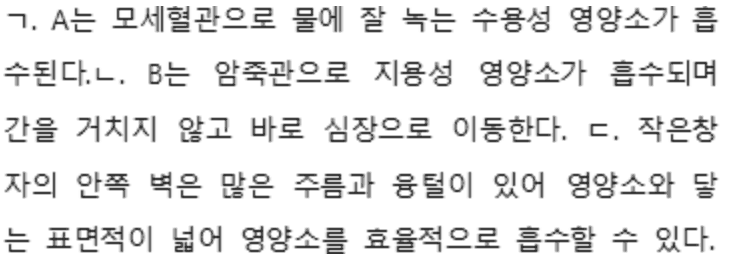 ㄱ. A는 모세혈관으로 물에 잘 녹는 수용성 영양소가 흡
수된다.ㄴ. B는 암죽관으로 지용성 영양소가 흡수되며
간을 거치지 않고 바로 심장으로 이동한다. ㄷ. 작은창
자의 안쪽 벽은 많은 주름과 융털이 있어 영양소와 닿
는 표면적이 넓어 영양소를 효율적으로 흡수할 수 있다.